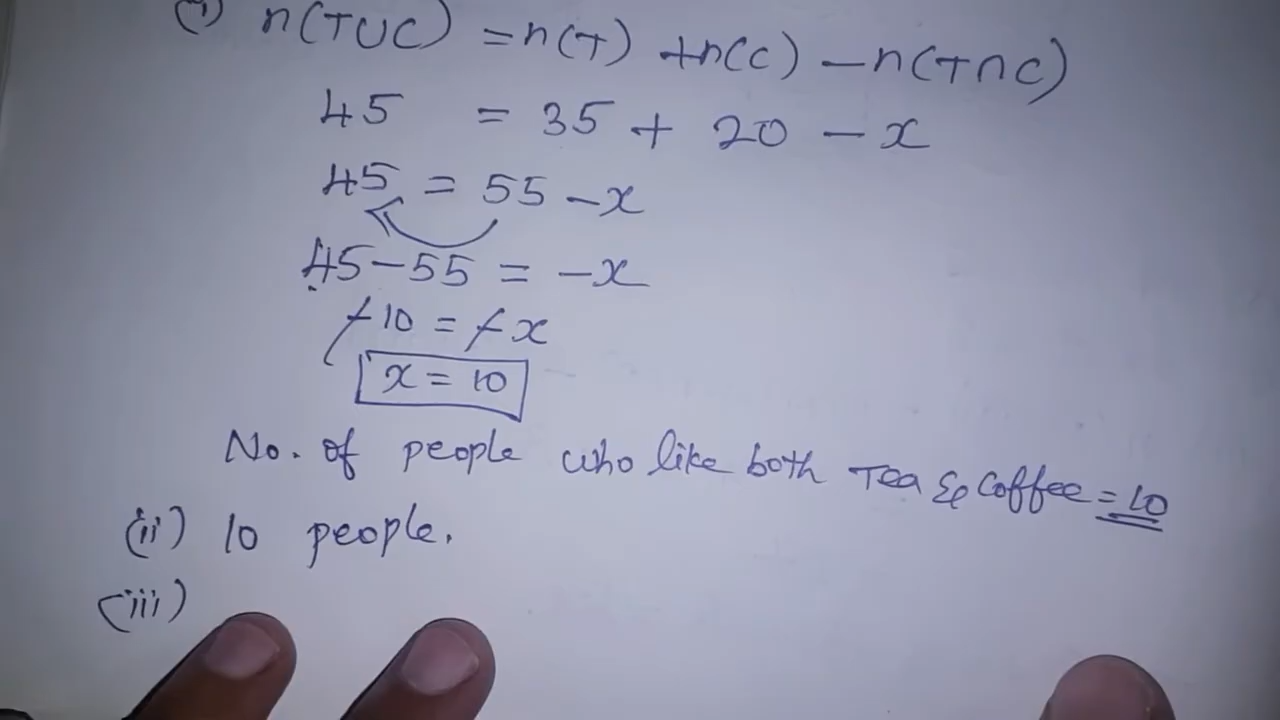 (i) n(T∪C) = n(T) + n(C) - n(T∩C)
45 = 35 + 20 - x
45 = 55 - x
45 - 55 = - x
-10 = -x
x = 10
No. of people who like both Tea & Coffee = 10
(ii) 10 people.
(iii)